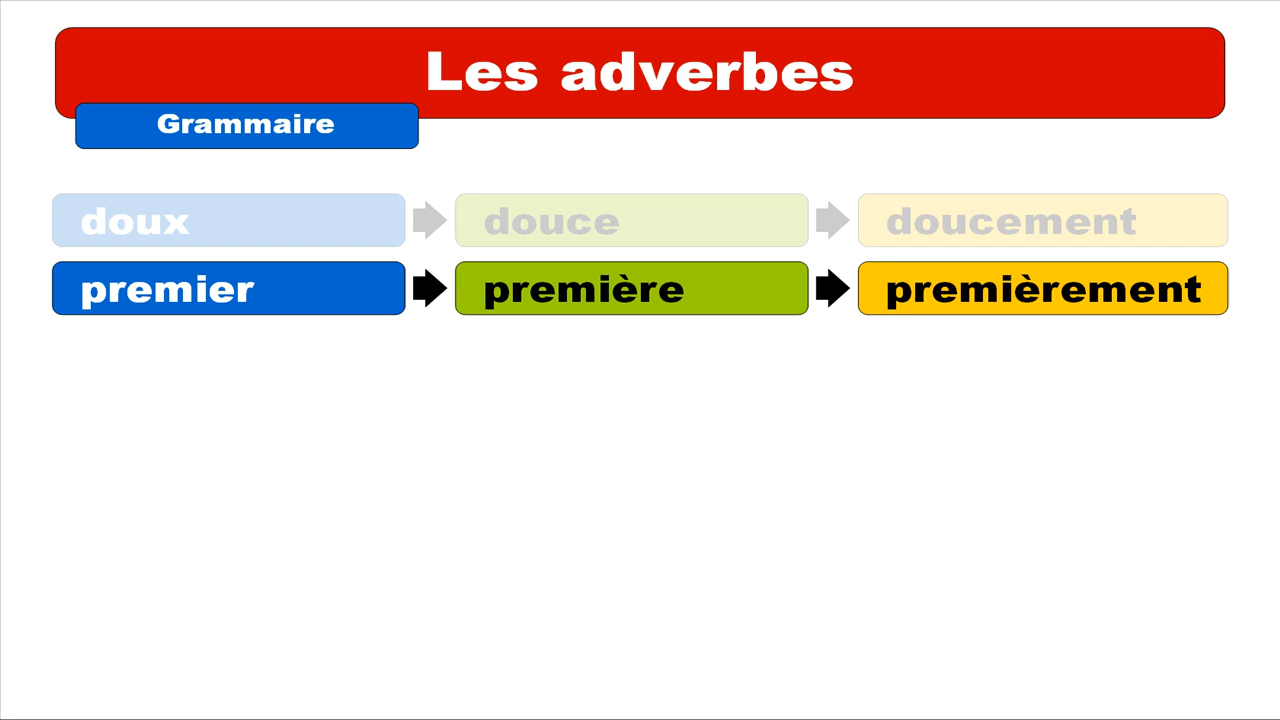 Les adverbes
Grammaire
doux douce doucement
premier première premièrement